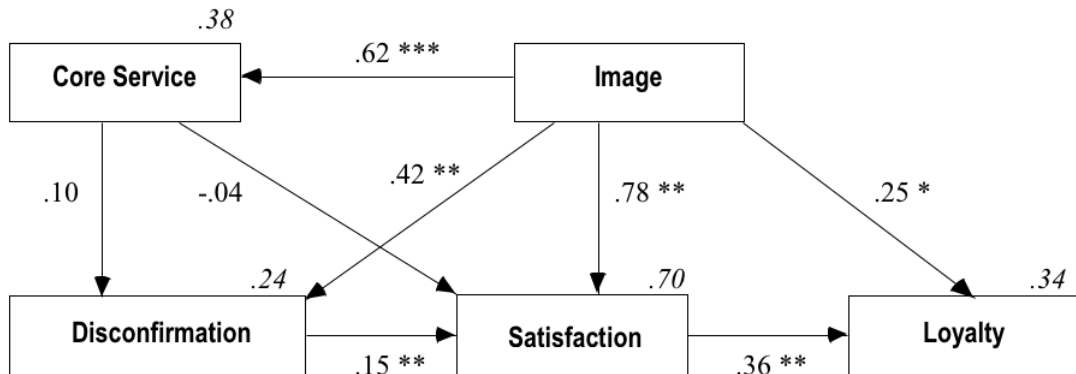 .38
.62 ***
Core Service
Image
.42 **
.10
-.04
.78 **
.25 *
.24
.70
.34
Disconfirmation
Satisfaction
Loyalty
.15 **
.36 **